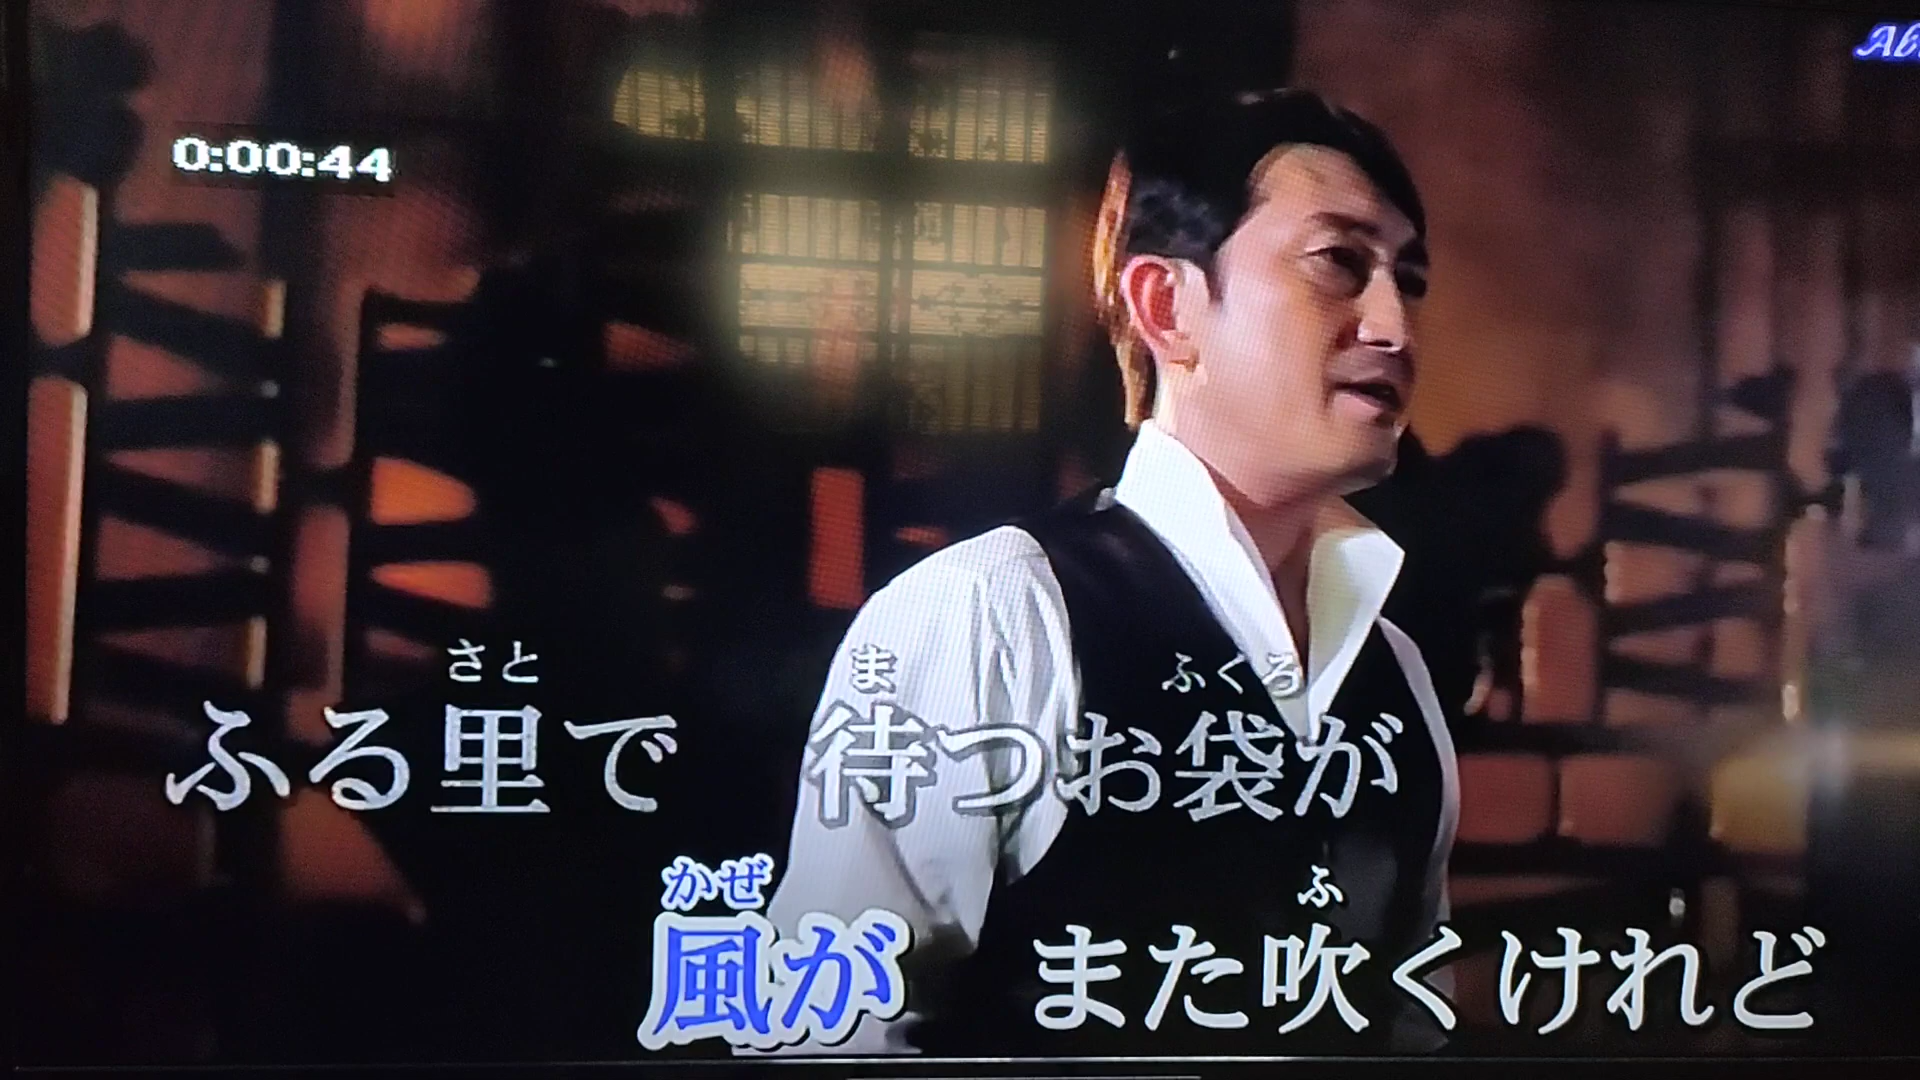 0:00:44
さと ま ふくろ
ふる里で 待つお袋が
かぜ ふ
風が また吹くけれど